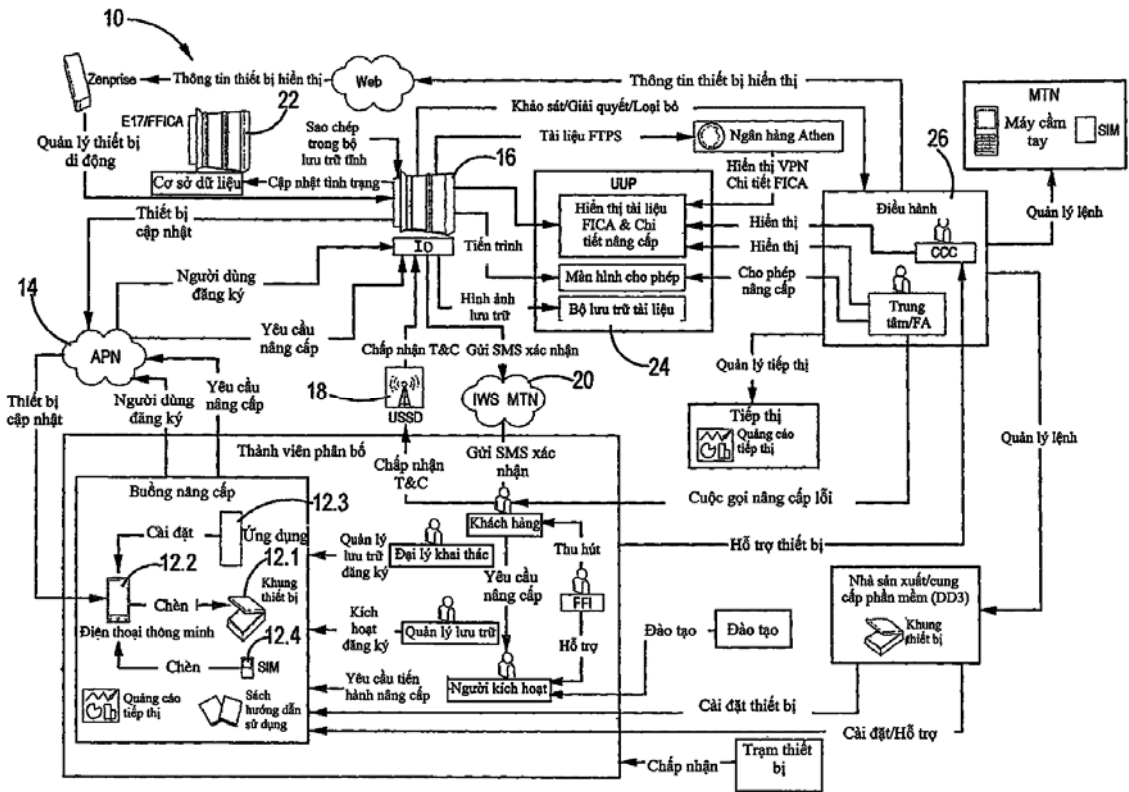 10
Zenprise
Thông tin thiết bị hiển thị
Web
Thông tin thiết bị hiển thị
MTN
Máy cầm
tay
SIM
E17/FFICA
22
Khảo sát/Giải quyết/Loại bỏ
Quản lý thiết bị
di động
Sao chép
trong bộ
lưu trữ tĩnh
Tài liệu FTPS
Ngân hàng Athen
16
26
Cơ sở dữ liệu
Cập nhật tình trạng
Hiển thị VPN
Chi tiết FICA
UUP
Hiển thị tài liệu
FICA & Chi
tiết nâng cấp
Màn hình cho phép
Bộ lưu trữ tài liệu
24
Điều hành
CCC
Trung
tâm/FA
Hiển thị
Hiển thị
Cho phép
nâng cấp
Quản lý lệnh
Thiết bị
cập nhật
IO
Tiến trình
Người dùng
đăng ký
Hình ảnh
lưu trữ
14
APN
Yêu cầu
nâng cấp
Chấp nhận T&C
Gửi SMS xác nhận
18
USSD
20
IWS MTN
Quản lý tiếp thị
Tiếp thị
Quảng cáo
tiếp thị
Quản lý lệnh
Thiết bị
cập nhật
Người dùng
đăng ký
Yêu cầu
nâng cấp
Thành viên phân bố
Chấp nhận
T&C
Gửi SMS xác
nhận
Buồng nâng cấp
12.3
Cài đặt
Ứng dụng
12.2
12.1
Khung
thiết bị
Chèn
Điện thoại thông minh
12.4
Chèn
SIM
Quảng cáo
tiếp thị
Sách
hướng dẫn
sử dụng
Khách hàng
Cuộc gọi nâng cấp lỗi
Quản lý
lưu trữ
đăng ký
Đại lý khai thác
Yêu cầu
nâng cấp
Thu hút
FFI
Hỗ trợ
Hỗ trợ thiết bị
Kích
hoạt
đăng ký
Quản lý lưu trữ
Yêu cầu tiến
hành nâng cấp
Người kích hoạt
Đào tạo
Đào tạo
Nhà sản xuất/cung
cấp phần mềm (DD3)
Khung
thiết bị
Cài đặt thiết bị
Cài đặt/Hỗ trợ
Chấp nhận
Trạm thiết
bị